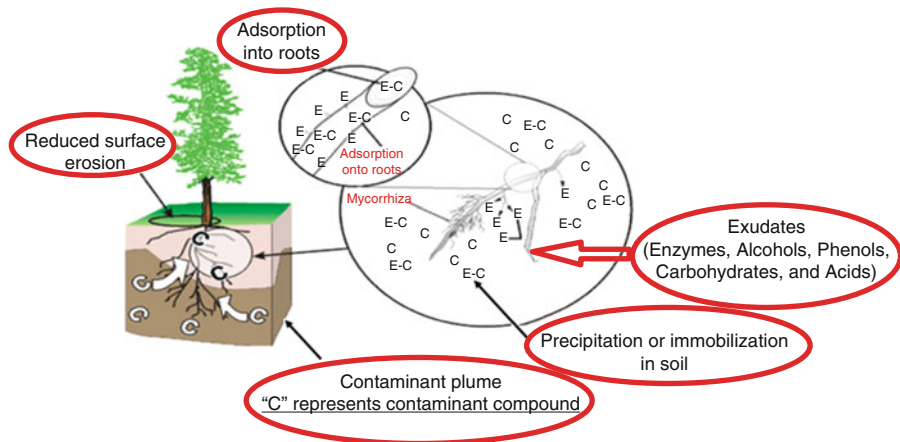 Adsorption
into roots
E-C
E
E
E-C
C
E
E
E-C
E
E-C
E
Adsorption
onto roots
Reduced surface
erosion
Mycorrhiza
C
E-C
C
C
C
E
C
C
E-C
E
E
E
E
E-C
C
E-C
C
C
E-C
C
E-C
C
C
C
C
C
C
Exudates
(Enzymes, Alcohols, Phenols,
Carbohydrates, and Acids)
Precipitation or immobilization
in soil
Contaminant plume
“C” represents contaminant compound